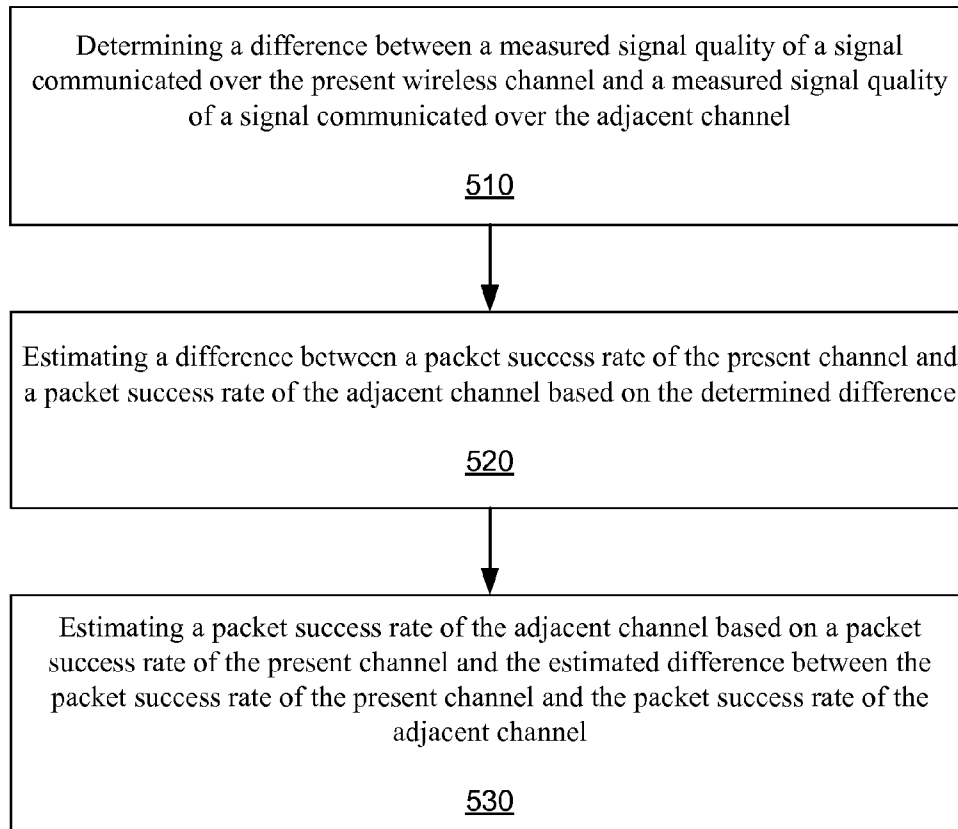 Determining a difference between a measured signal quality of a signal
communicated over the present wireless channel and a measured signal quality
of a signal communicated over the adjacent channel
510
Estimating a difference between a packet success rate of the present channel and
a packet success rate of the adjacent channel based on the determined difference
520
Estimating a packet success rate of the adjacent channel based on a packet
success rate of the present channel and the estimated difference between the
packet success rate of the present channel and the packet success rate of the
adjacent channel
530